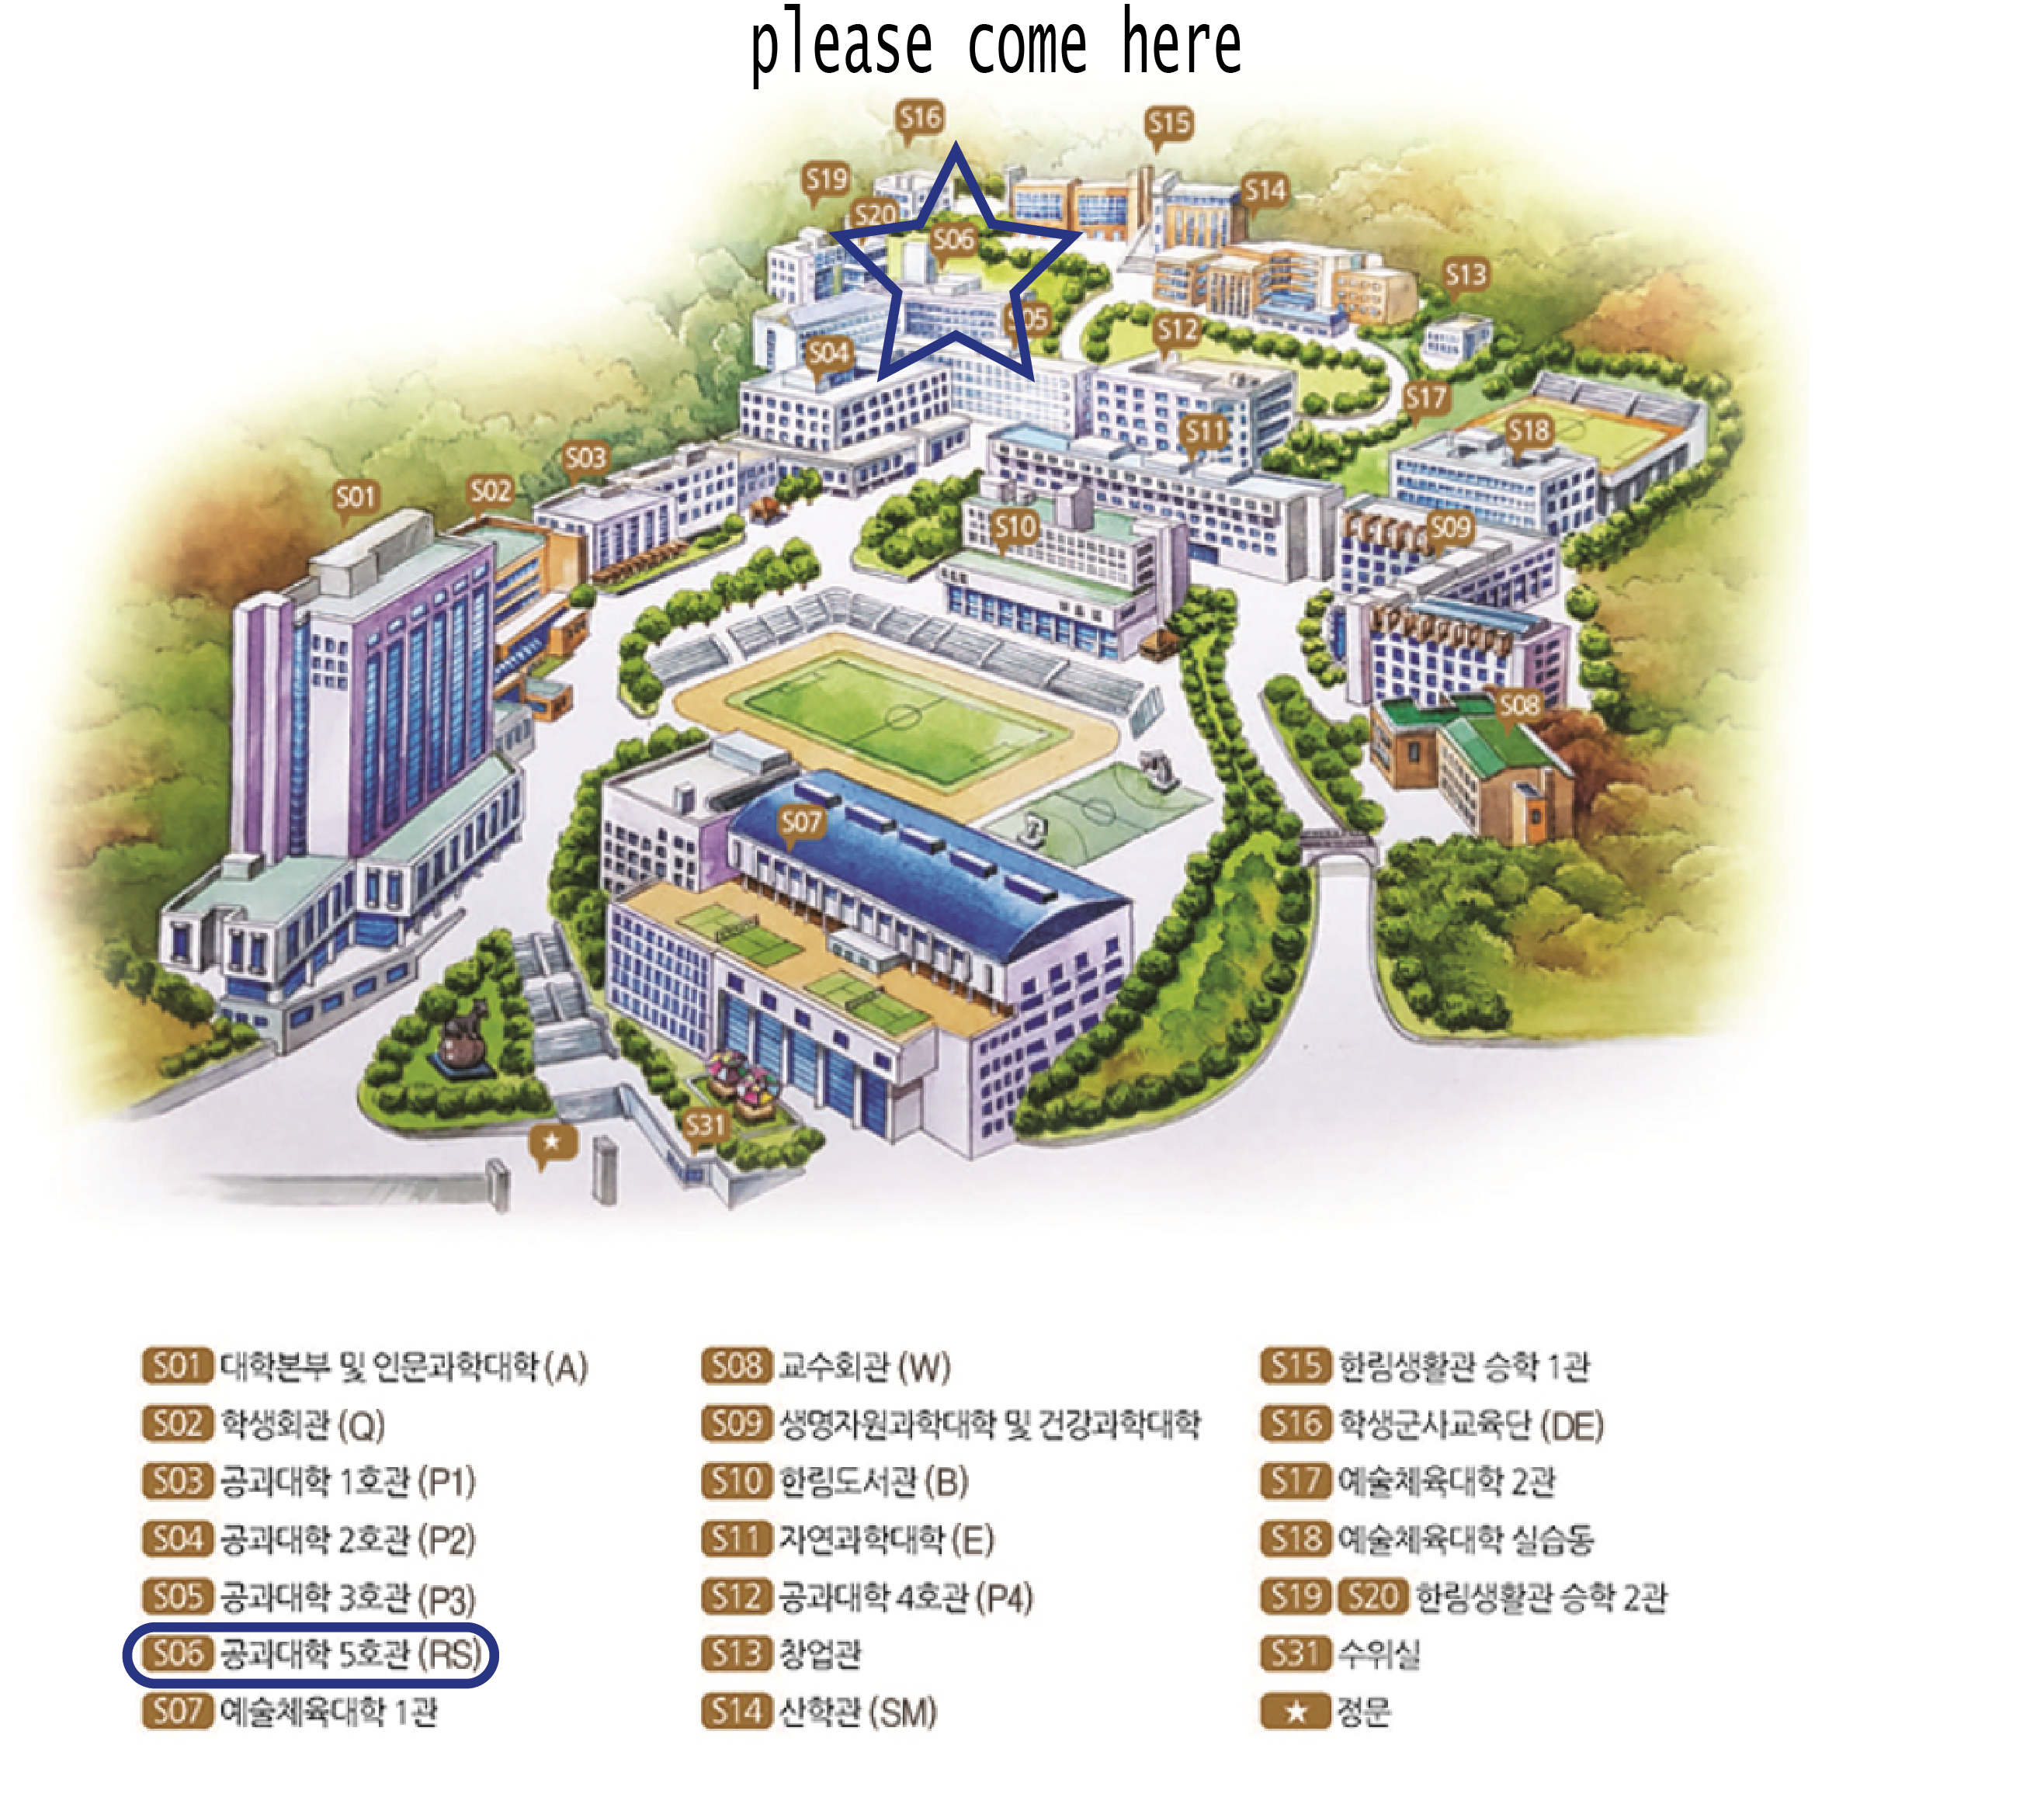 please come here
S16
S15
S19
S14
S20
S06
S13
S05
S12
S04
S17
S11
S18
S03
S02
S01
S10
S09
S08
S07
S31
S01 대학본부 및 인문과학대학 (A)
S02 학생회관 (Q)
S03 공과대학 1호관 (P1)
S04 공과대학 2호관 (P2)
S05 공과대학 3호관 (P3)
S06 공과대학 5호관 (RS)
S07 예술체육대학 1관
S08 교수회관 (W)
S09 생명자원과학대학 및 건강과학대학
S10 한림도서관 (B)
S11 자연과학대학 (E)
S12 공과대학 4호관 (P4)
S13 창업관
S14 산학관 (SM)
S15 한림생활관 승학 1관
S16 학생군사교육단 (DE)
S17 예술체육대학 2관
S18 예술체육대학 실습동
S19 S20 한림생활관 승학 2관
S31 수위실
★ 정문